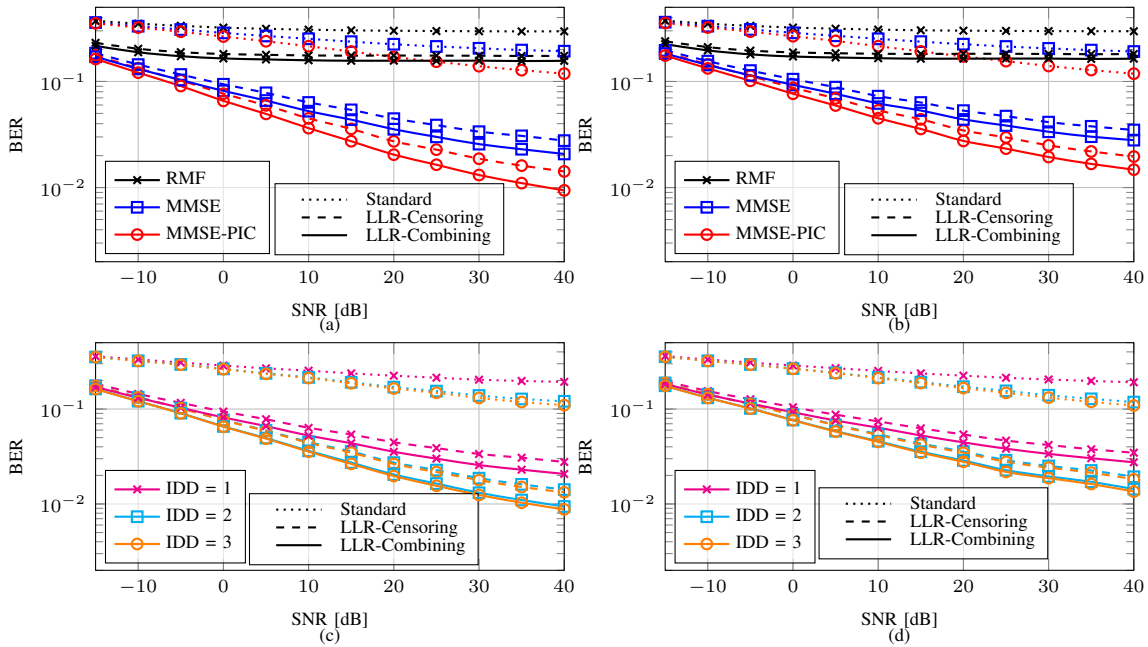 BER
10⁻¹
10⁻²
RMF
MMSE
MMSE-PIC
Standard
LLR-Censoring
LLR-Combining
−10 0 10 20 30 40
SNR [dB]
(a)
BER
10⁻¹
10⁻²
RMF
MMSE
MMSE-PIC
Standard
LLR-Censoring
LLR-Combining
−10 0 10 20 30 40
SNR [dB]
(b)
BER
10⁻¹
10⁻²
IDD = 1
IDD = 2
IDD = 3
Standard
LLR-Censoring
LLR-Combining
−10 0 10 20 30 40
SNR [dB]
(c)
BER
10⁻¹
10⁻²
IDD = 1
IDD = 2
IDD = 3
Standard
LLR-Censoring
LLR-Combining
−10 0 10 20 30 40
SNR [dB]
(d)